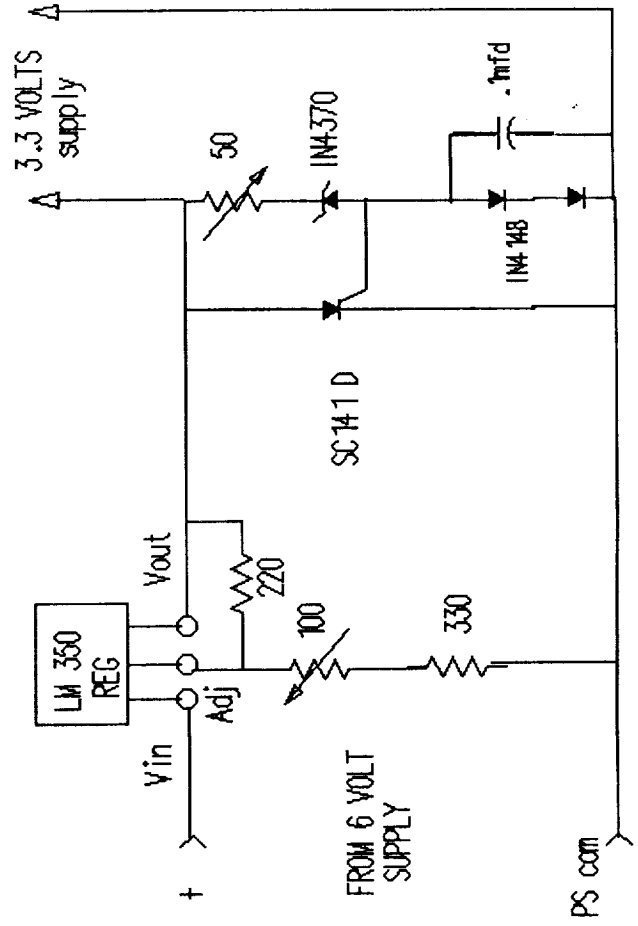 3.3 VOLTS
supply
50
IN4370
.1mfd
IN4148
SC141D
LM 350
REG
Vout
Adj
Vin
220
100
330
+
FROM 6 VOLT
SUPPLY
PS com